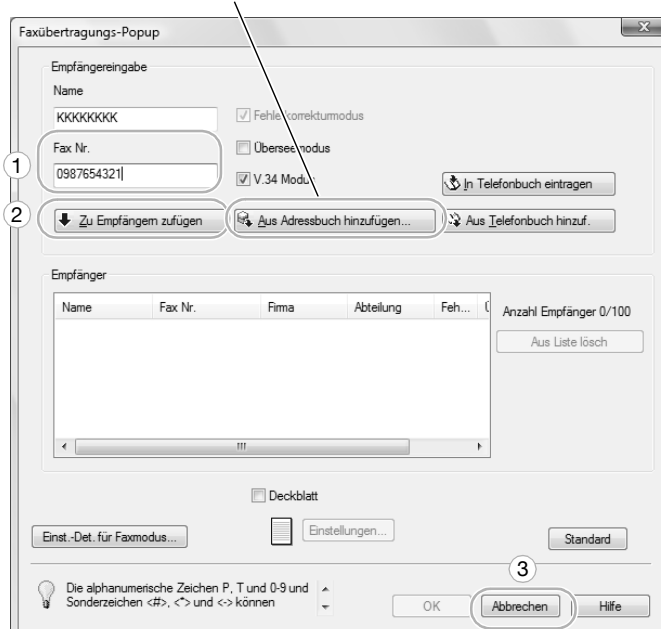 Faxübertragungs-Popup
Empfängereingabe
Name
KKKKKKKK
Fehlerkorrekturmodus
1
Fax Nr.
Überseemodus
0987654321
V.34 Modus
In Telefonbuch eintragen
2
Zu Empfängern zufügen
Aus Adressbuch hinzufügen...
Aus Telefonbuch hinzuf.
Empfänger
Name Fax Nr. Firma Abteilung Feh... Ü
Anzahl Empfänger 0/100
Aus Liste lösch
Deckblatt
Einst.-Det. für Faxmodus...
Einstellungen...
Standard
3
Die alphanumerische Zeichen P, T und 0-9 und
Sonderzeichen <#>, <*> und <-> können
OK Abbrechen Hilfe